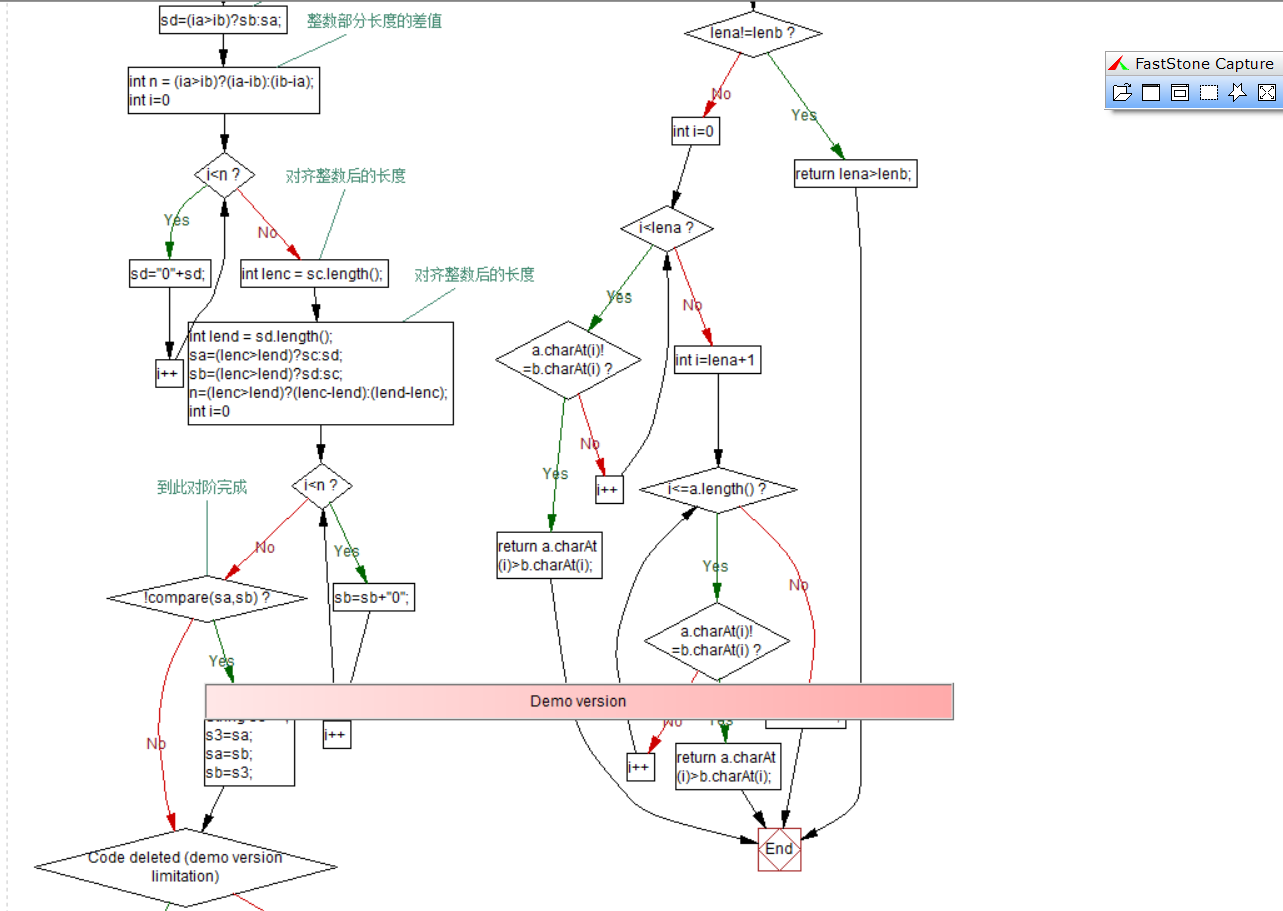 sd=(ia>ib)?sb:sa;
整数部分长度的差值
int n = (ia>ib)?(ia-ib):(ib-ia);
int i=0
i<n ?
对齐整数后的长度
Yes
No
sd="0"+sd;
int lenc = sc.length();
对齐整数后的长度
i++
int lend = sd.length();
sa=(lenc>lend)?sc:sd;
sb=(lenc>lend)?sd:sc;
n=(lenc>lend)?(lenc-lend):(lend-lenc);
int i=0
i<n ?
到此对阶完成
No
Yes
!compare(sa,sb) ?
sb=sb+"0";
Yes
No
s3=sa;
sa=sb;
sb=s3;
i++
Code deleted (demo version
limitation)
lena!=lenb ?
No
Yes
int i=0
return lena>lenb;
i<lena ?
Yes
No
a.charAt(i)!
=b.charAt(i) ?
int i=lena+1
No
Yes
i++
i<=a.length() ?
return a.charAt
(i)>b.charAt(i);
Yes
No
a.charAt(i)!
=b.charAt(i) ?
Demo version
No
Yes
i++
return a.charAt
(i)>b.charAt(i);
End
FastStone Capture